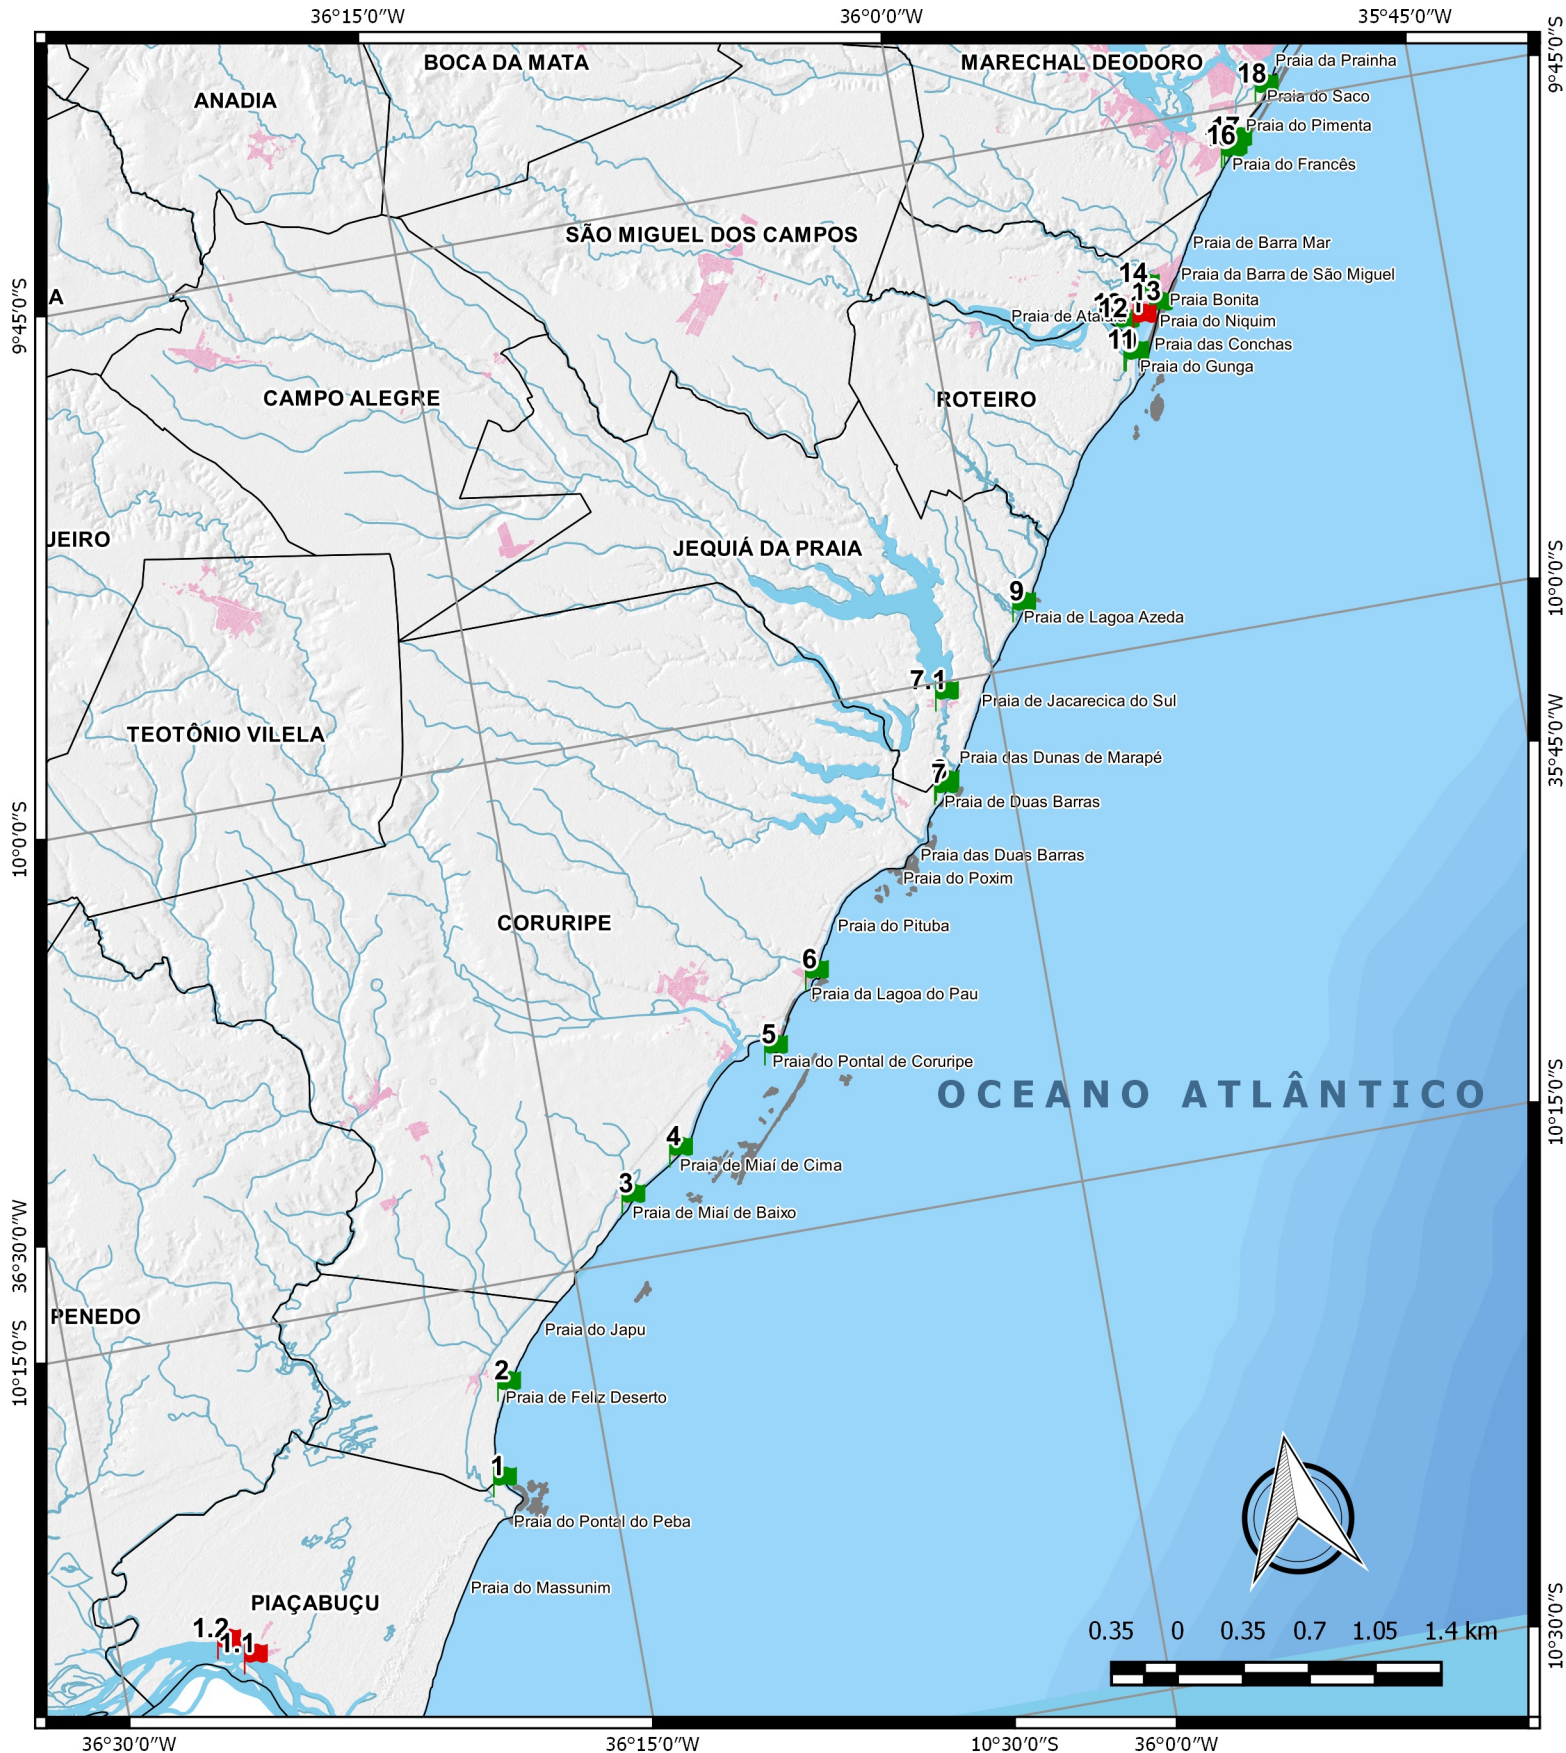 36°15'0"W
36°0'0"W
35°45'0"W
9°45'0"S
BOCA DA MATA
MARECHAL DEODORO
Praia da Prainha
18
ANADIA
Praia do Saco
17
Praia do Pimenta
16
Praia do Francês
SÃO MIGUEL DOS CAMPOS
Praia de Barra Mar
14
Praia da Barra de São Miguel
A
13
Praia Bonita
12
Praia de
Praia do Niquim
9°45'0"S
11
Praia das Conchas
Praia do Gunga
CAMPO ALEGRE
ROTEIRO
JEIRO
JEQUIÁ DA PRAIA
10°0'0"S
9
Praia de Lagoa Azeda
7.1
Praia de Jacarecica do Sul
TEOTÔNIO VILELA
35°45'0"W
Praia das Dunas de Marapé
7
Praia de Duas Barras
10°0'0"S
Praia das Duas Barras
Praia do Poxim
CORURIPE
Praia do Pituba
6
Praia da Lagoa do Pau
5
Praia do Pontal de Coruripe
OCEANO ATLÂNTICO
10°15'0"S
4
Praia de Miaí de Cima
3
Praia de Miaí de Baixo
36°30'0"W
PENEDO
Praia do Japu
10°15'0"S
2
Praia de Feliz Deserto
1
Praia do Pontal do Peba
Praia do Massunim
PIAÇABUÇU
1.2
1.1
0.35 0 0.35 0.7 1.05 1.4 km
10°30'0"S
36°30'0"W
36°15'0"W
10°30'0"S
36°0'0"W